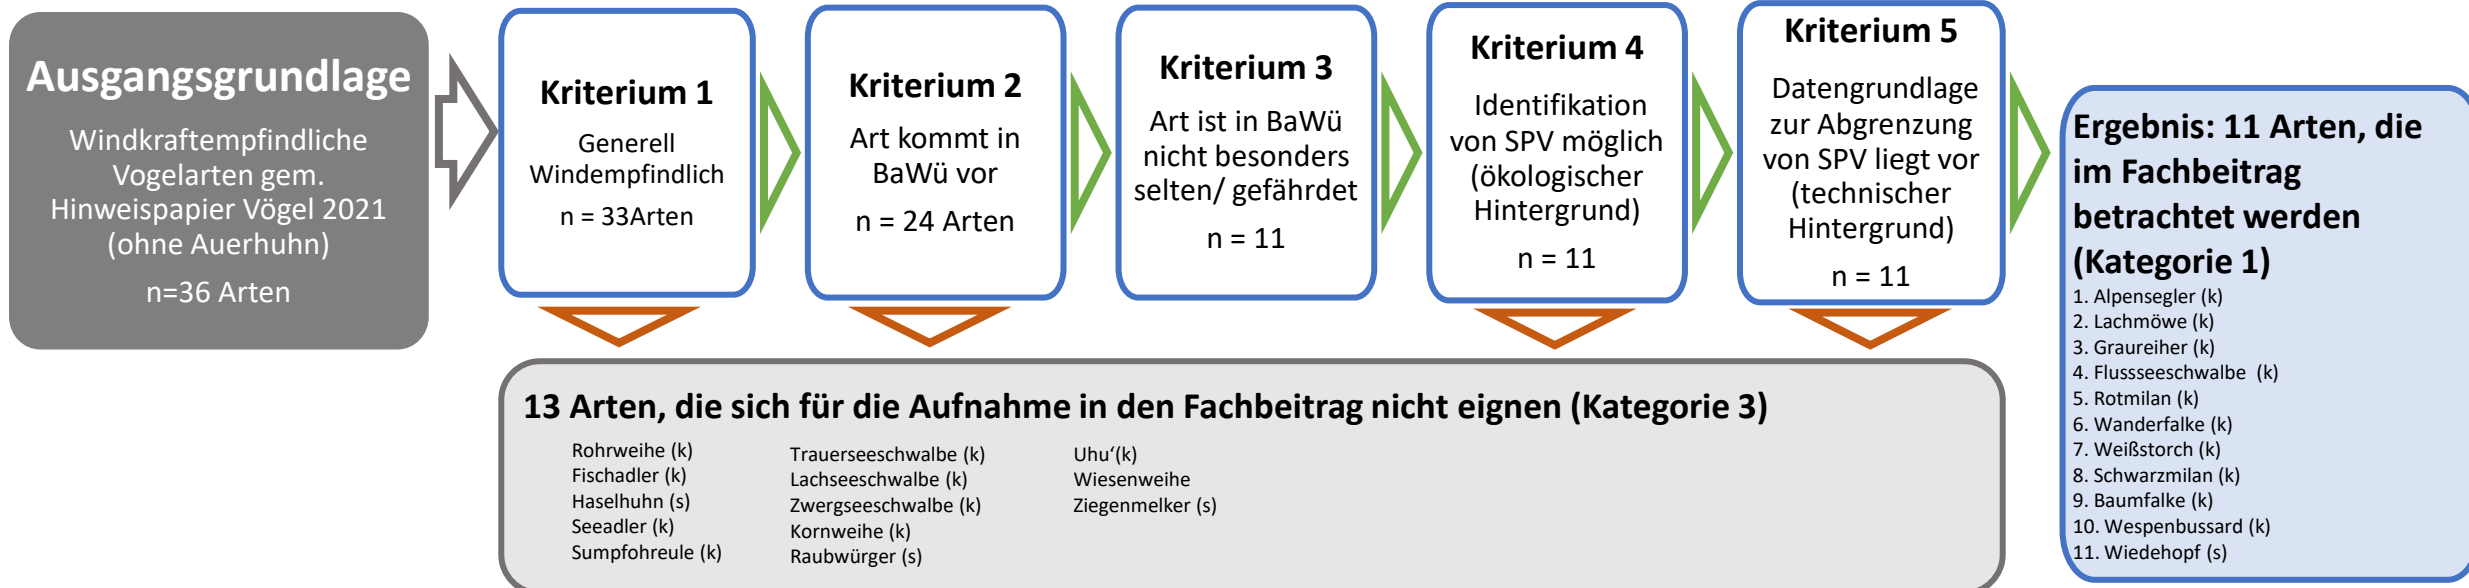 Ausgangsgrundlage
Windkraftempfindliche
Vogelarten gem.
Hinweispapier Vögel 2021
(ohne Auerhuhn)
n=36 Arten
Kriterium 1
Generell
Windempfindlich
n = 33Arten
Kriterium 2
Art kommt in
BaWü vor
n = 24 Arten
Kriterium 3
Art ist in BaWü
nicht besonders
selten/ gefährdet
n = 11
Kriterium 4
Identifikation
von SPV möglich
(ökologischer
Hintergrund)
n = 11
Kriterium 5
Datengrundlage
zur Abgrenzung
von SPV liegt vor
(technischer
Hintergrund)
n = 11
Ergebnis: 11 Arten, die
im Fachbeitrag
betrachtet werden
(Kategorie 1)
1. Alpensegler (k)
2. Lachmöwe (k)
3. Graureiher (k)
4. Flussseeschwalbe (k)
5. Rotmilan (k)
6. Wanderfalke (k)
7. Weißstorch (k)
8. Schwarzmilan (k)
9. Baumfalke (k)
10. Wespenbussard (k)
11. Wiedehopf (s)
13 Arten, die sich für die Aufnahme in den Fachbeitrag nicht eignen (Kategorie 3)
Rohrweihe (k)
Fischadler (k)
Haselhuhn (s)
Seeadler (k)
Sumpfohreule (k)
Trauerseeschwalbe (k)
Lachseeschwalbe (k)
Zwergseeschwalbe (k)
Kornweihe (k)
Raubwürger (s)
Uhu‘(k)
Wiesenweihe
Ziegenmelker (s)